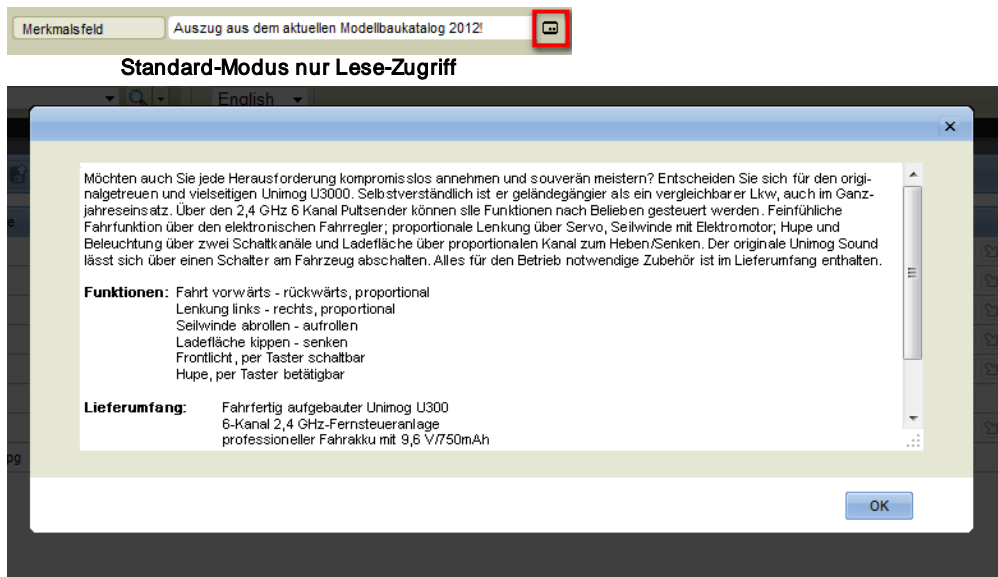 Merkmalsfeld
Auszug aus dem aktuellen Modellbaukatalog 2012!
Standard-Modus nur Lese-Zugriff
English
Möchten auch Sie jede Herausforderung kompromisslos annehmen und souverän meistern? Entscheiden Sie sich für den origi-
nalgetreuen und vielseitigen Unimog U3000. Selbstverständlich ist er geländegängier als ein vergleichbarer Lkw, auch im Ganz-
jahreseinsatz. Über den 2,4 GHz 6 Kanal Pultsender können slle Funktionen nach Belieben gesteuert werden. Feinfühliche
Fahrfunktion über den elektronischen Fahrregler; proportionale Lenkung über Servo, Seilwinde mit Elektromotor; Hupe und
Beleuchtung über zwei Schaltkanäle und Ladefläche über proportionalen Kanal zum Heben/Senken. Der originale Unimog Sound
lässt sich über einen Schalter am Fahrzeug abschalten. Alles für den Betrieb notwendige Zubehör ist im Lieferumfang enthalten.
Funktionen: Fahrt vorwärts - rückwärts, proportional
Lenkung links - rechts, proportional
Seilwinde abrollen - aufrollen
Ladefläche kippen - senken
Frontlicht, per Taster schaltbar
Hupe, per Taster betätigbar
Lieferumfang: Fahrfertig aufgebauter Unimog U300
6-Kanal 2,4 GHz-Fernsteueranlage
professioneller Fahrakku mit 9,6 V/750mAh
pg
OK